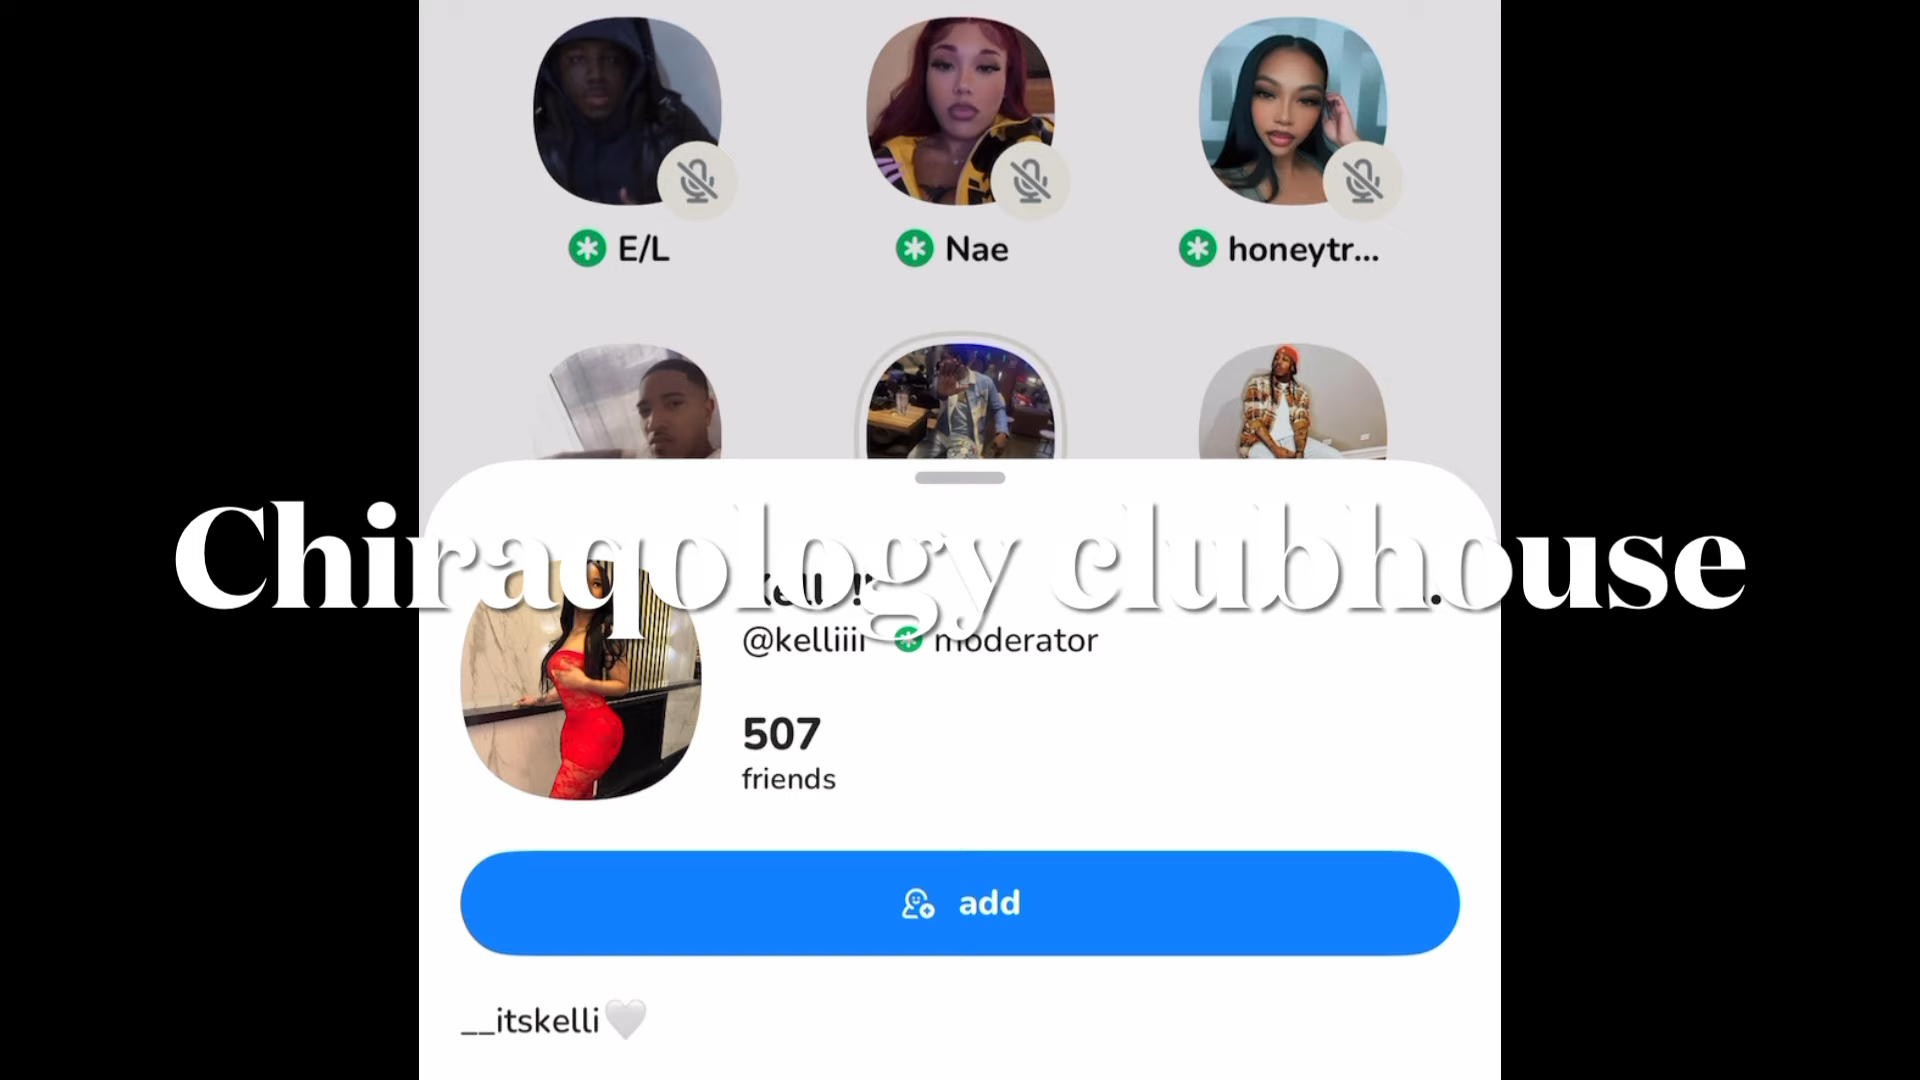 E/L
Nae
honeytr...
Chiraqology clubhouse
@kelliiii moderator
507
friends
add
__itskelli🤍